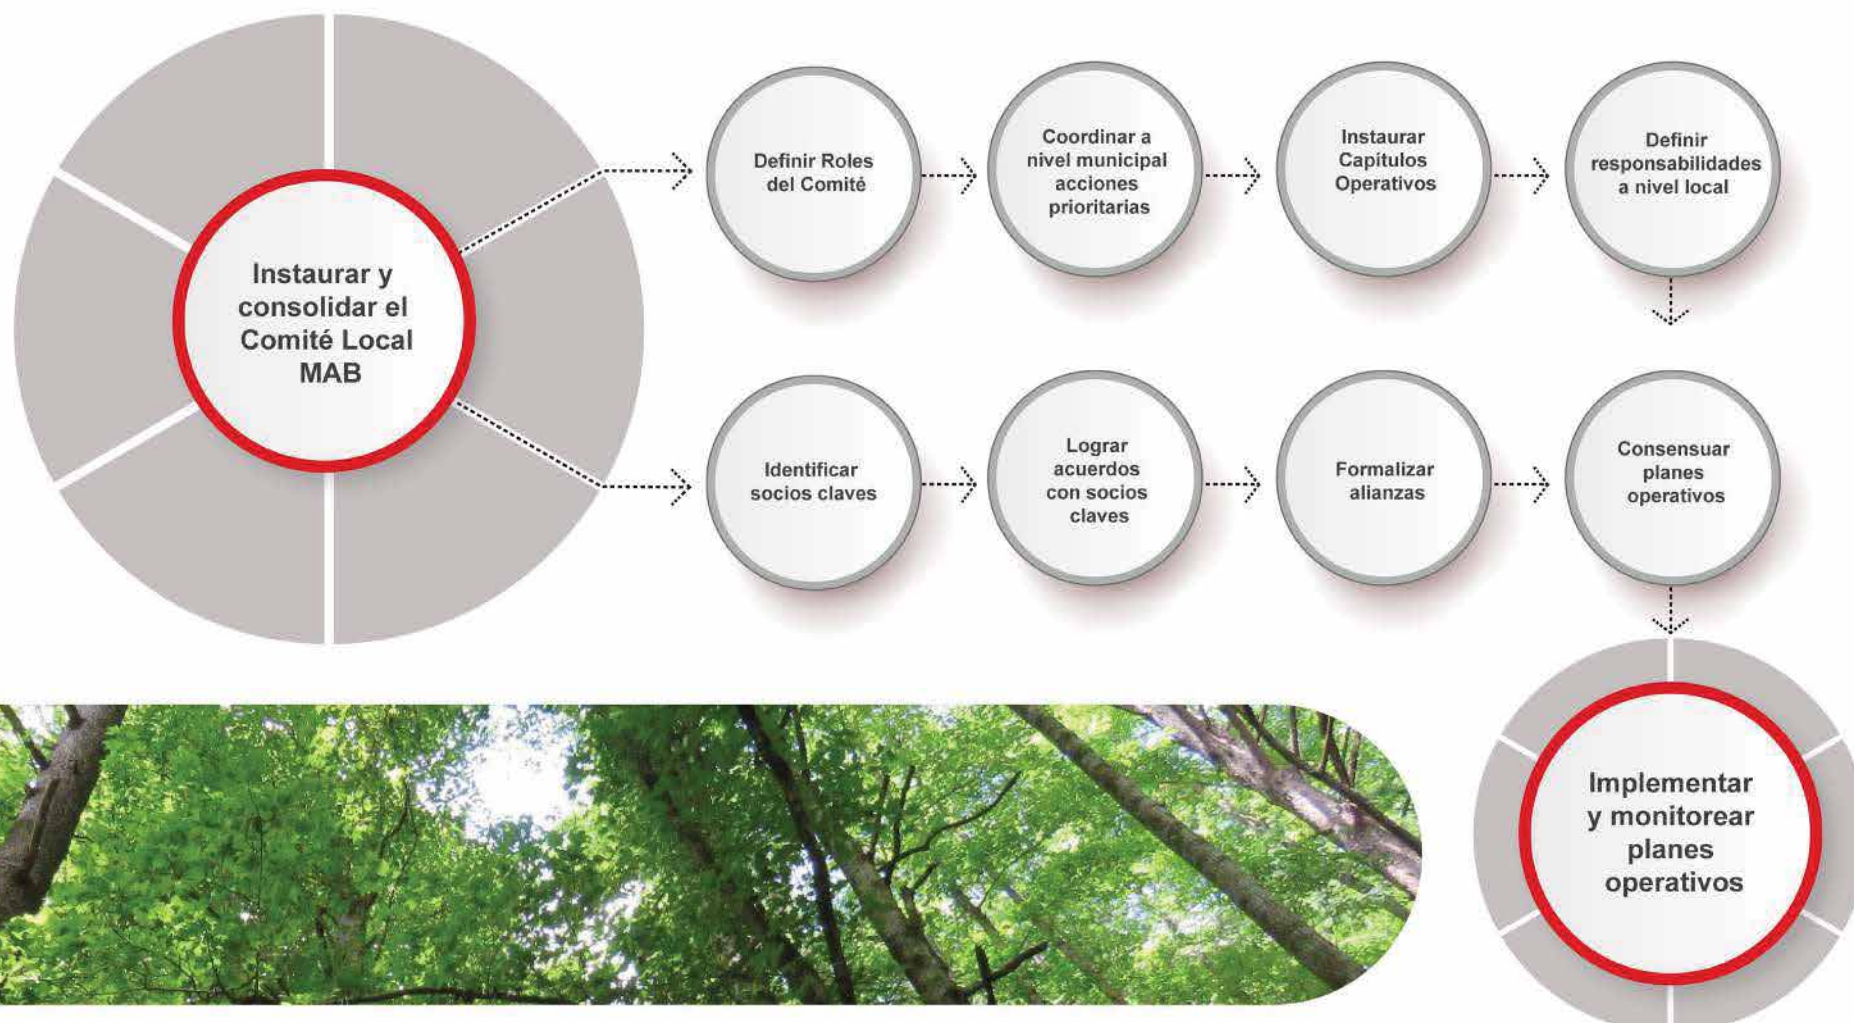 Instaurar y
consolidar el
Comité Local
MAB
Definir Roles
del Comité
Coordinar a
nivel municipal
acciones
prioritarias
Instaurar
Capítulos
Operativos
Definir
responsabilidades
a nivel local
Identificar
socios claves
Lograr
acuerdos
con socios
claves
Formalizar
alianzas
Consensuar
planes
operativos
Implementar
y monitorear
planes
operativos